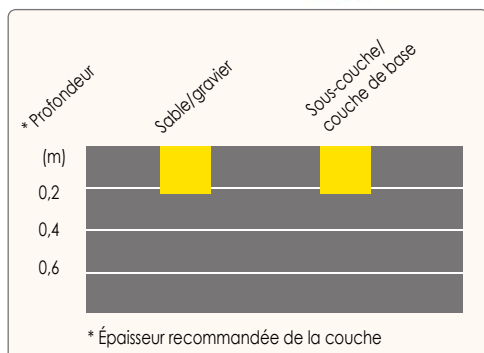 * Profondeur
Sable/gravier
Sous-couche/
couche de base
(m)
0,2
0,4
0,6
* Épaisseur recommandée de la couche